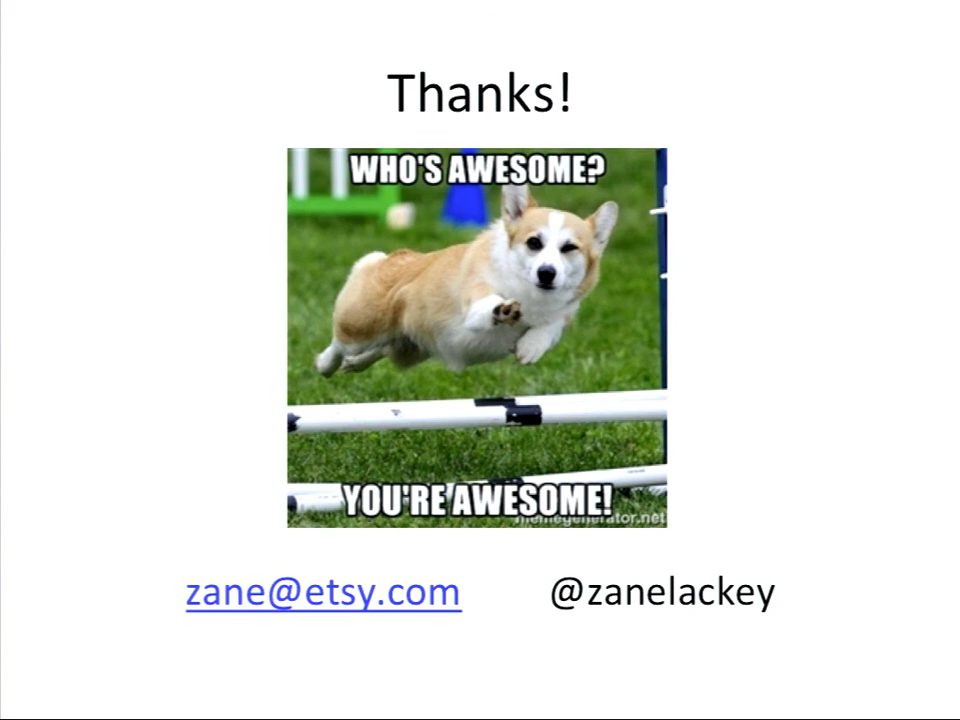 Thanks!
WHO'S AWESOME?
YOU'RE AWESOME!
memegenerator.net
zane@etsy.com @zanelackey